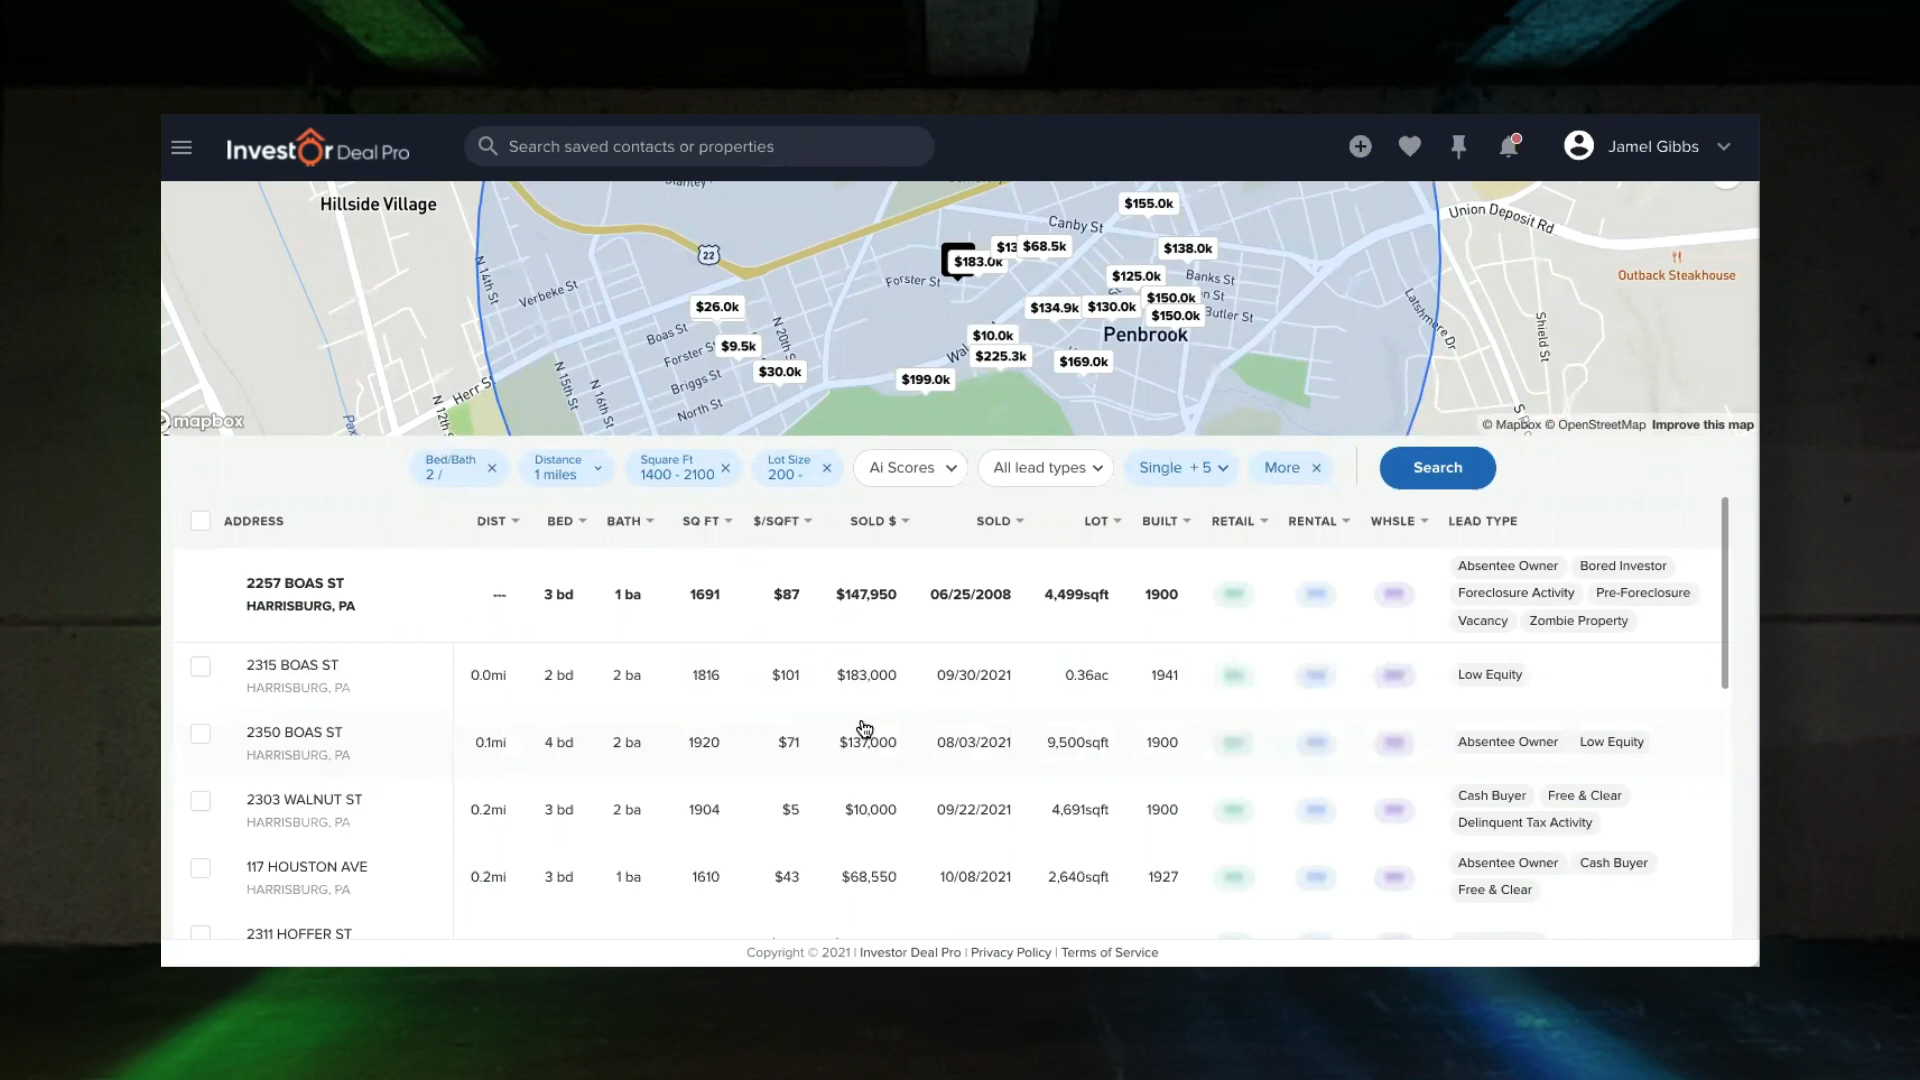 Invest r Deal Pro
Search saved contacts or properties
Jamel Gibbs
Hillside Village
Canby St
Union Deposit Rd
Outback Steakhouse
22
N 14th St
Verbeke St
Forster St
Banks St
Butler St
Latshmere Dr
Shield St
Boas St
N 20th S
Forster S
Briggs St
North St
N 15th St
N 16th St
Herr S
N 12th S
Penbrook
$155.0k
$13
$68.5k
$138.0k
$183.0k
$125.0k
$26.0k
$150.0k
$134.9k
$130.0k
$150.0k
$10.0k
$9.5k
$225.3k
$169.0k
$30.0k
$199.0k
mapbox
© Mapbox © OpenStreetMap Improve this map
Bed/Bath
2 /
Distance
1 miles
Square Ft
1400 - 2100
Lot Size
200 -
Ai Scores
All lead types
Single + 5
More
Search
ADDRESS DIST BED BATH SQ FT $/SQFT SOLD $ SOLD LOT BUILT RETAIL RENTAL WHSLE LEAD TYPE
2257 BOAS ST
HARRISBURG, PA
--- 3 bd 1 ba 1691 $87 $147,950 06/25/2008 4,499sqft 1900
Absentee Owner Bored Investor
Foreclosure Activity Pre-Foreclosure
Vacancy Zombie Property
2315 BOAS ST
HARRISBURG, PA
0.0mi 2 bd 2 ba 1816 $101 $183,000 09/30/2021 0.36ac 1941
Low Equity
2350 BOAS ST
HARRISBURG, PA
0.1mi 4 bd 2 ba 1920 $71 $137,000 08/03/2021 9,500sqft 1900
Absentee Owner Low Equity
2303 WALNUT ST
HARRISBURG, PA
0.2mi 3 bd 2 ba 1904 $5 $10,000 09/22/2021 4,691sqft 1900
Cash Buyer Free & Clear
Delinquent Tax Activity
117 HOUSTON AVE
HARRISBURG, PA
0.2mi 3 bd 1 ba 1610 $43 $68,550 10/08/2021 2,640sqft 1927
Absentee Owner Cash Buyer
Free & Clear
2311 HOFFER ST
Copyright © 2021 | Investor Deal Pro | Privacy Policy | Terms of Service